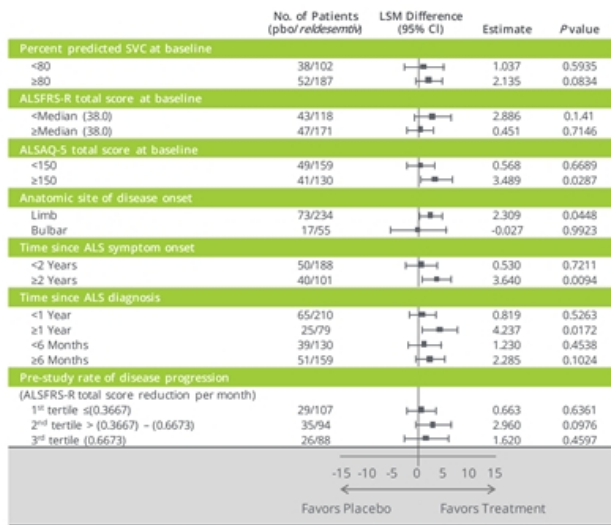 No. of Patients LSM Difference
(pbo/reldesemtiv) (95% CI) Estimate P value
Percent predicted SVC at baseline
<80 38/102 1.037 0.5935
≥80 52/187 2.135 0.0834
ALSFRS-R total score at baseline
<Median (38.0) 43/118 2.886 0.1.41
≥Median (38.0) 47/171 0.451 0.7146
ALSAQ-5 total score at baseline
<150 49/159 0.568 0.6689
≥150 41/130 3.489 0.0287
Anatomic site of disease onset
Limb 73/234 2.309 0.0448
Bulbar 17/55 -0.027 0.9923
Time since ALS symptom onset
<2 Years 50/188 0.530 0.7211
≥2 Years 40/101 3.640 0.0094
Time since ALS diagnosis
<1 Year 65/210 0.819 0.5263
≥1 Year 25/79 4.237 0.0172
<6 Months 39/130 1.230 0.4538
≥6 Months 51/159 2.285 0.1024
Pre-study rate of disease progression
(ALSFRS-R total score reduction per month)
1st tertile ≤(0.3667) 29/107 0.663 0.6361
2nd tertile > (0.3667) – (0.6673) 35/94 2.960 0.0976
3rd tertile (0.6673) 26/88 1.620 0.4597
-15 -10 -5 0 5 10 15
Favors Placebo Favors Treatment